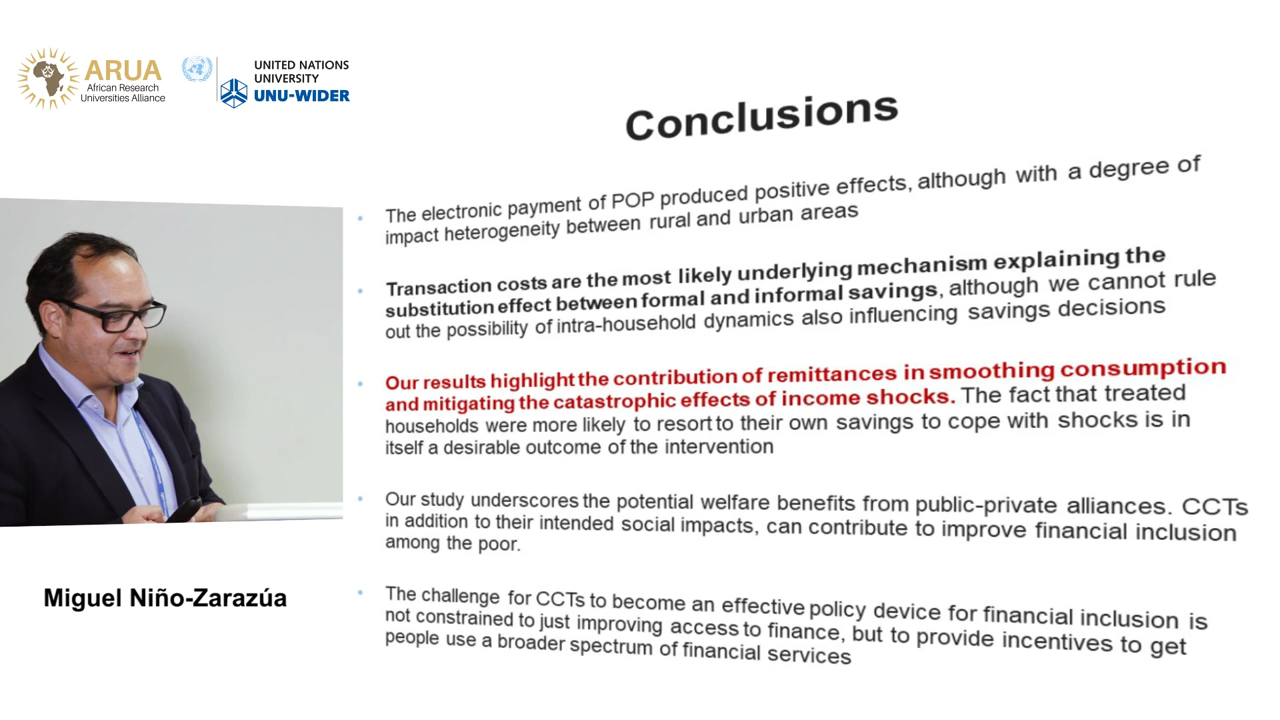 ARUA
African Research
Universities Alliance
UNITED NATIONS
UNIVERSITY
UNU-WIDER
Conclusions
The electronic payment of POP produced positive effects, although with a degree of
impact heterogeneity between rural and urban areas
Transaction costs are the most likely underlying mechanism explaining the
substitution effect between formal and informal savings, although we cannot rule
out the possibility of intra-household dynamics also influencing savings decisions
Our results highlight the contribution of remittances in smoothing consumption
and mitigating the catastrophic effects of income shocks. The fact that treated
households were more likely to resort to their own savings to cope with shocks is in
itself a desirable outcome of the intervention
Our study underscores the potential welfare benefits from public-private alliances. CCTs
in addition to their intended social impacts, can contribute to improve financial inclusion
among the poor.
The challenge for CCTs to become an effective policy device for financial inclusion is
not constrained to just improving access to finance, but to provide incentives to get
people use a broader spectrum of financial services
Miguel Niño-Zarazúa